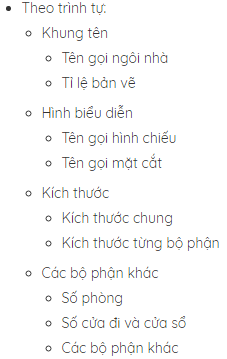 Theo trình tự:
Khung tên
Tên gọi ngôi nhà
Tỉ lệ bản vẽ
Hình biểu diễn
Tên gọi hình chiếu
Tên gọi mặt cắt
Kích thước
Kích thước chung
Kích thước từng bộ phận
Các bộ phận khác
Số phòng
Số cửa đi và cửa sổ
Các bộ phận khác